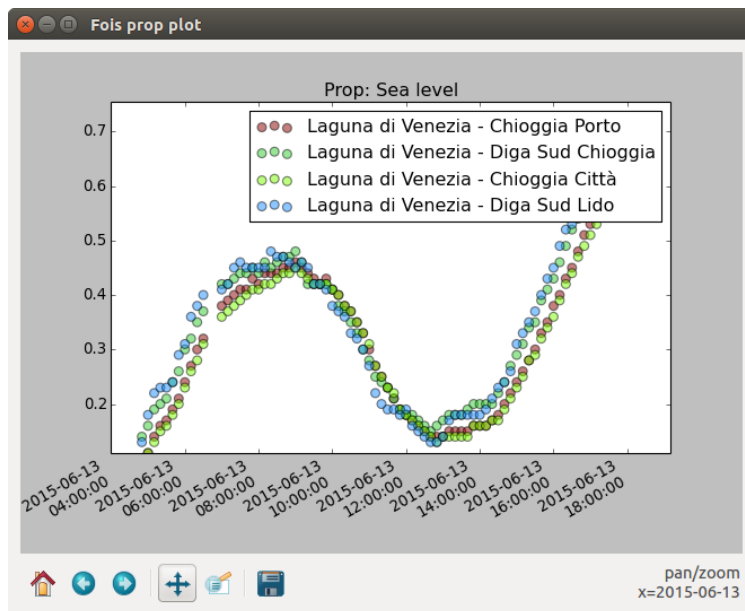 Fois prop plot
Prop: Sea level
Laguna di Venezia - Chioggia Porto
Laguna di Venezia - Diga Sud Chioggia
Laguna di Venezia - Chioggia Città
Laguna di Venezia - Diga Sud Lido
0.7
0.6
0.5
0.4
0.3
0.2
2015-06-13
04:00:00
2015-06-13
06:00:00
2015-06-13
08:00:00
2015-06-13
10:00:00
2015-06-13
12:00:00
2015-06-13
14:00:00
2015-06-13
16:00:00
2015-06-13
18:00:00
pan/zoom
x=2015-06-13